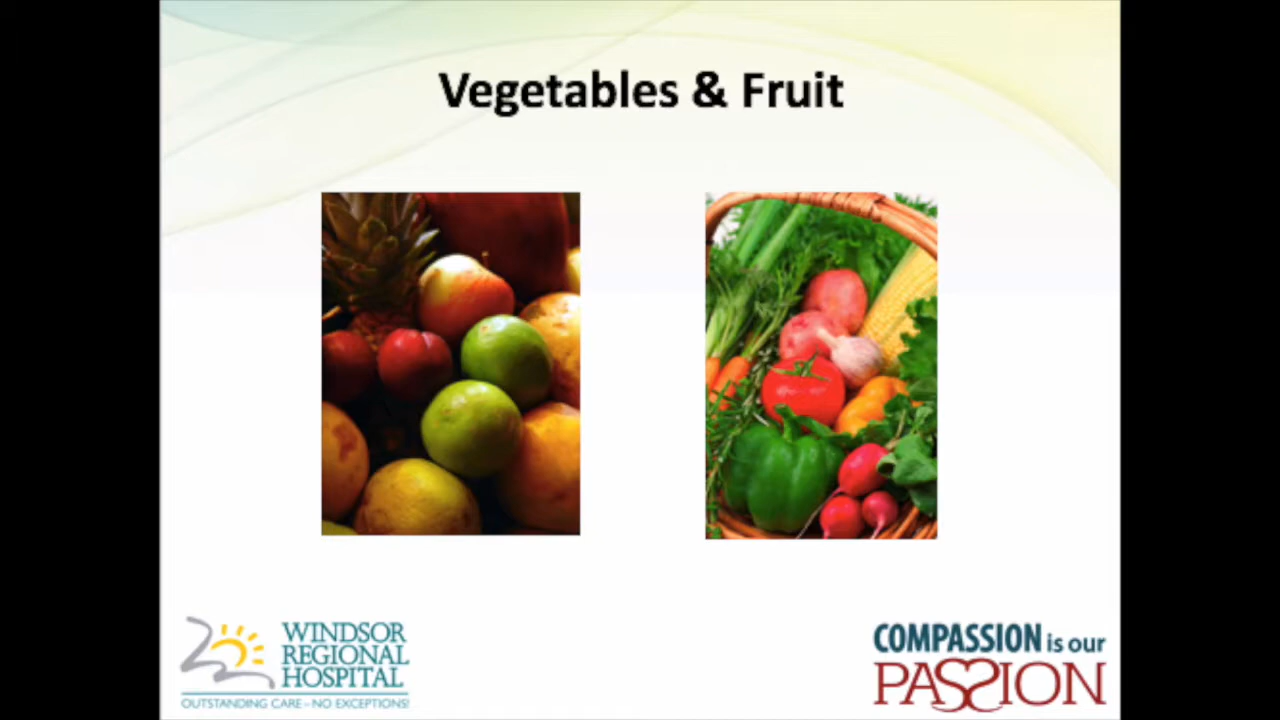 Vegetables & Fruit
WINDSOR
REGIONAL
HOSPITAL
OUTSTANDING CARE – NO EXCEPTIONS!
COMPASSION is our
PASSION